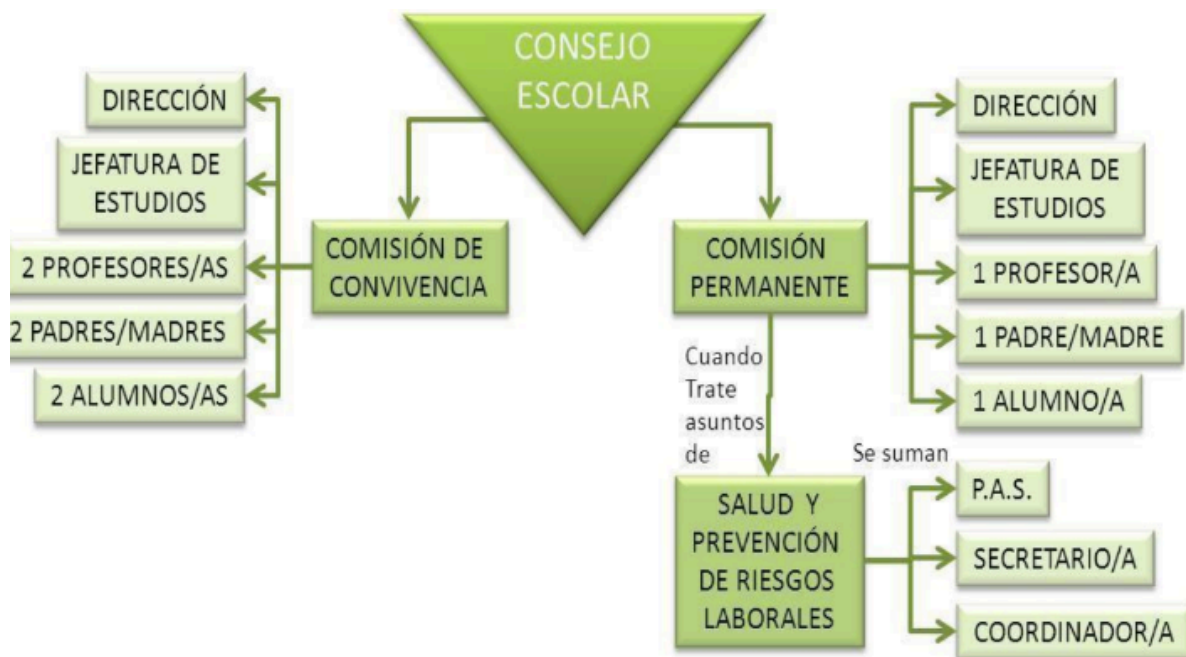 CONSEJO
ESCOLAR
DIRECCIÓN
JEFATURA DE
ESTUDIOS
2 PROFESORES/AS
2 PADRES/MADRES
2 ALUMNOS/AS
COMISIÓN DE
CONVIVENCIA
COMISIÓN
PERMANENTE
DIRECCIÓN
JEFATURA DE
ESTUDIOS
1 PROFESOR/A
1 PADRE/MADRE
1 ALUMNO/A
Cuando
Trate
asuntos
de
SALUD Y
PREVENCIÓN
DE RIESGOS
LABORALES
Se suman
P.A.S.
SECRETARIO/A
COORDINADOR/A